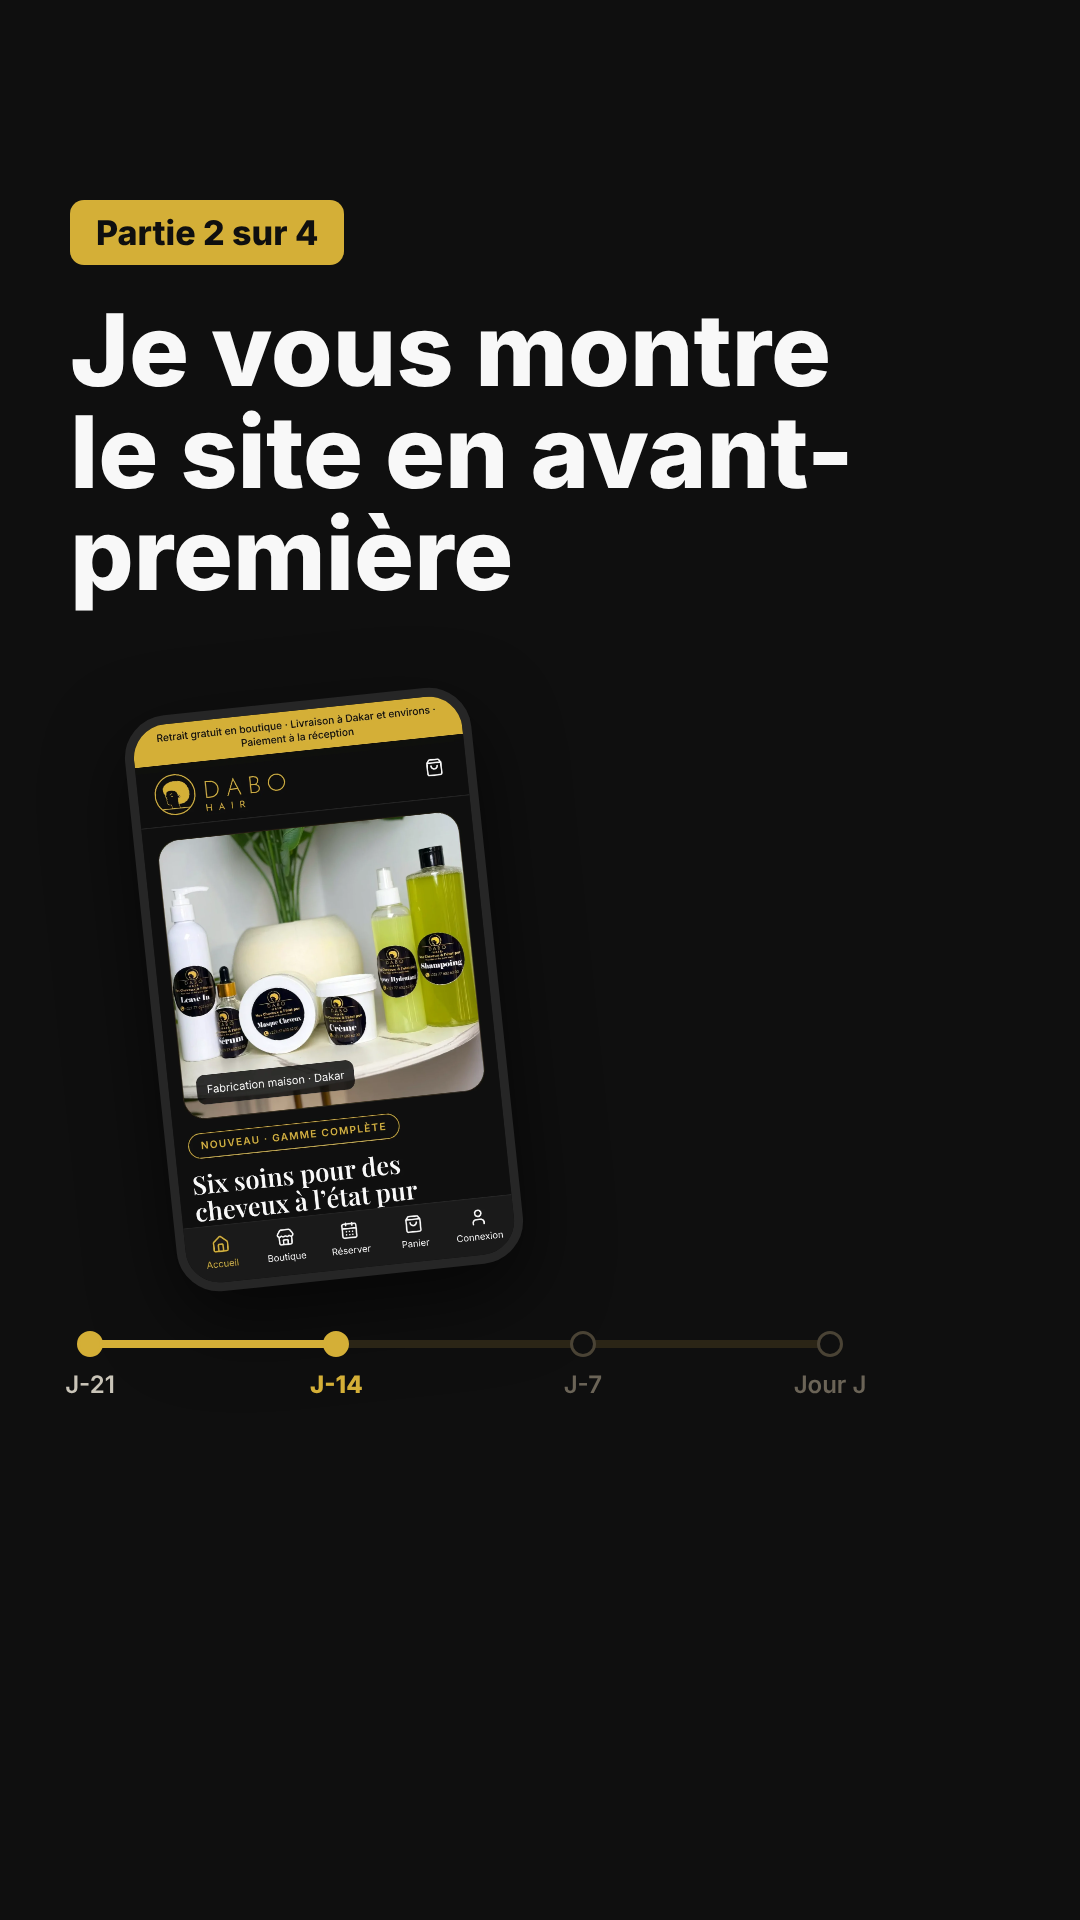 Partie 2 sur 4
Je vous montre
le site en avant-
première
Retrait gratuit en boutique · Livraison à Dakar et environs ·
Paiement à la réception
DABO
HAIR
Leave In
Sérum
Masque Cheveux
Crème
Spray Hydratant
Shampoing
Fabrication maison · Dakar
NOUVEAU · GAMME COMPLÈTE
Six soins pour des
cheveux à l’état pur
Accueil
Boutique
Réserver
Panier
Connexion
J-21
J-14
J-7
Jour J